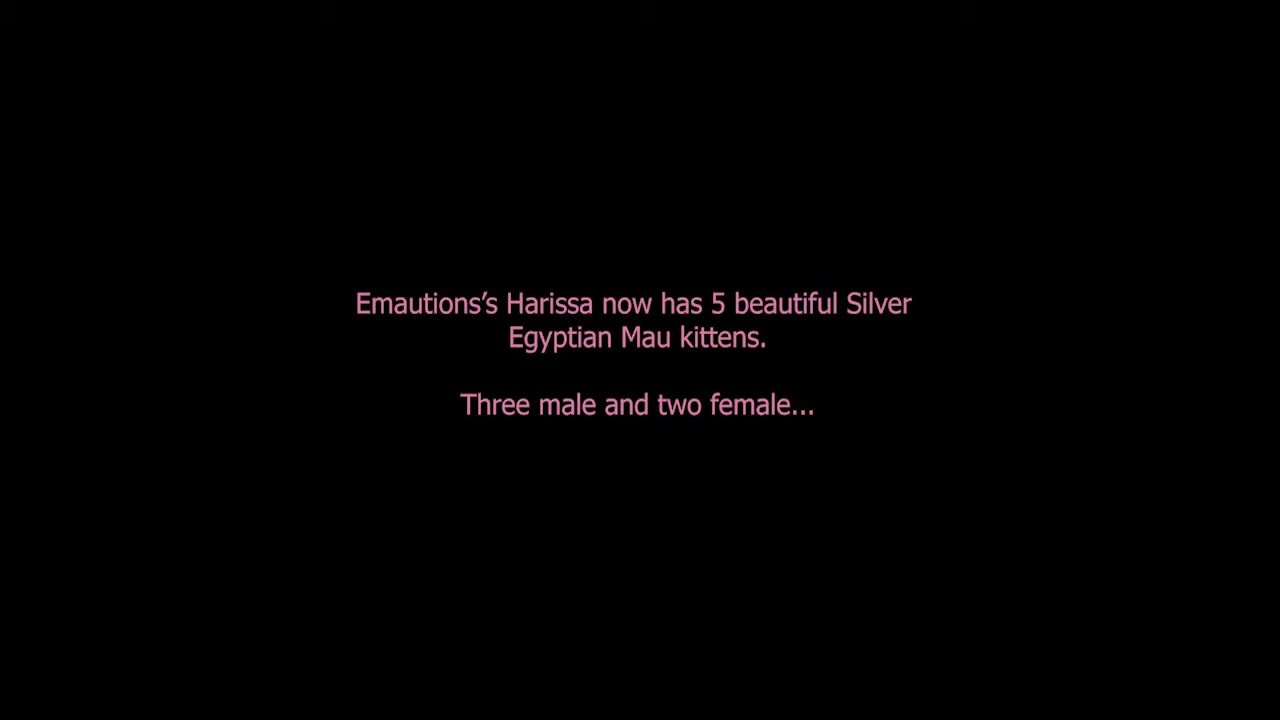 Emautions’s Harissa now has 5 beautiful Silver
Egyptian Mau kittens.
Three male and two female...